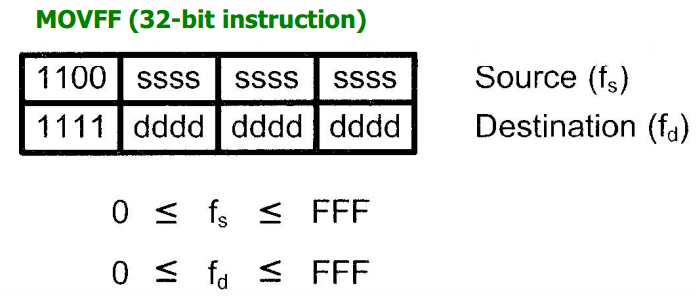 MOVFF (32-bit instruction)
1100 ssss ssss ssss Source (fs)
1111 dddd dddd dddd Destination (fd)
0 ≤ fs ≤ FFF
0 ≤ fd ≤ FFF